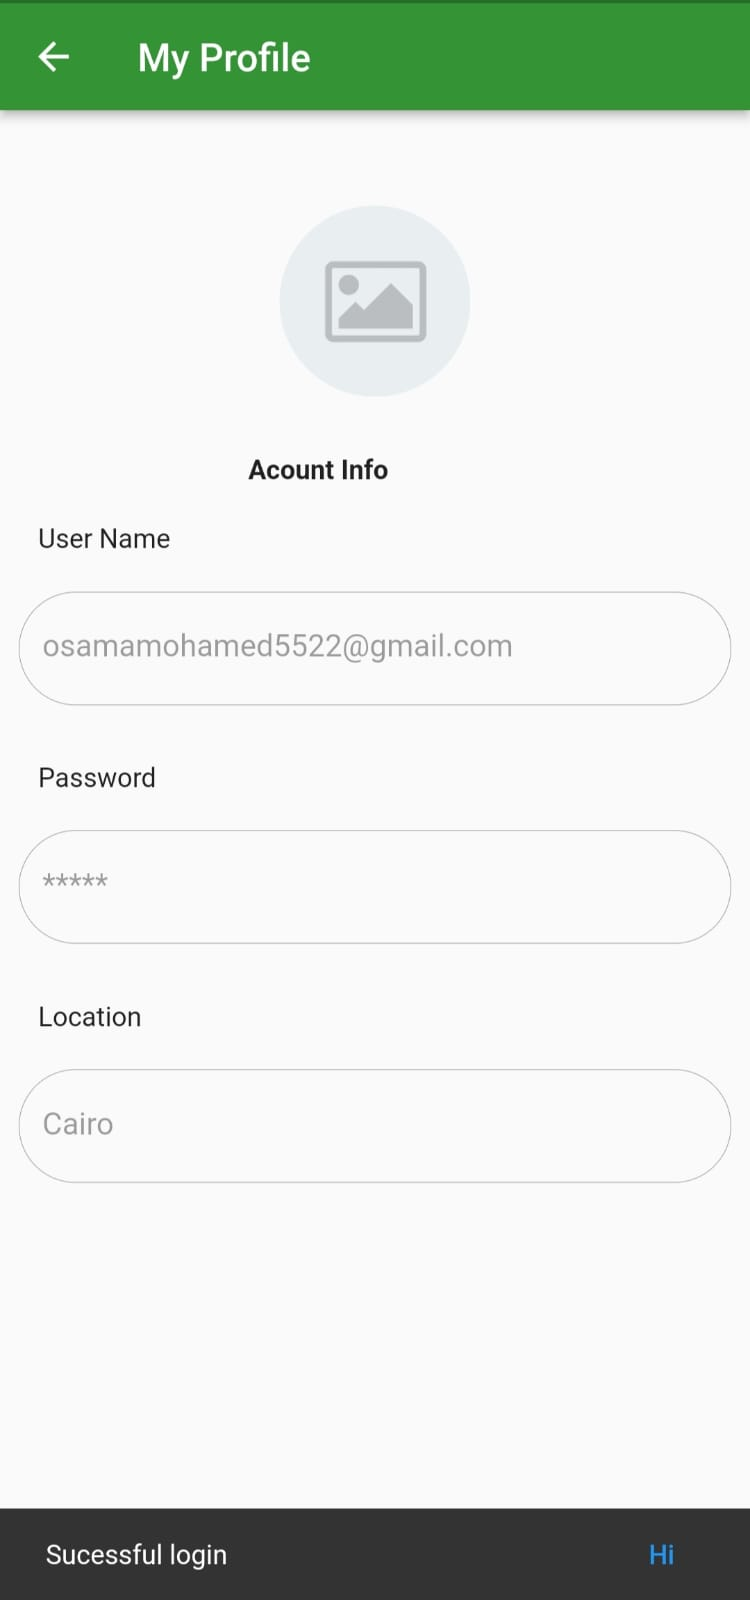 My Profile
Acount Info
User Name
osamamohamed5522@gmail.com
Password
*****
Location
Cairo
Sucessful login Hi